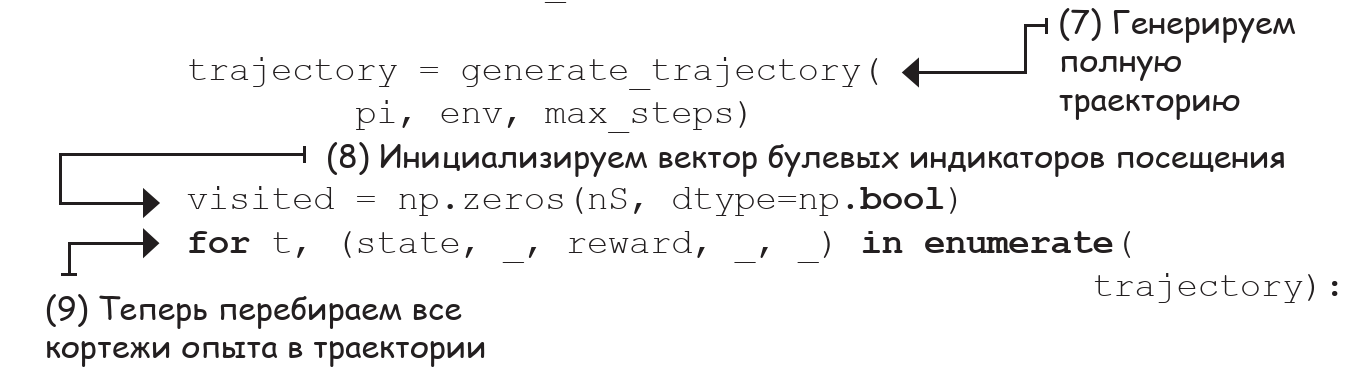 (7) Генерируем
полную
траекторию
trajectory = generate_trajectory(
pi, env, max_steps)
(8) Инициализируем вектор булевых индикаторов посещения
visited = np.zeros(nS, dtype=np.bool)
for t, (state, _, reward, _, _) in enumerate(
trajectory):
(9) Теперь перебираем все
кортежи опыта в траектории